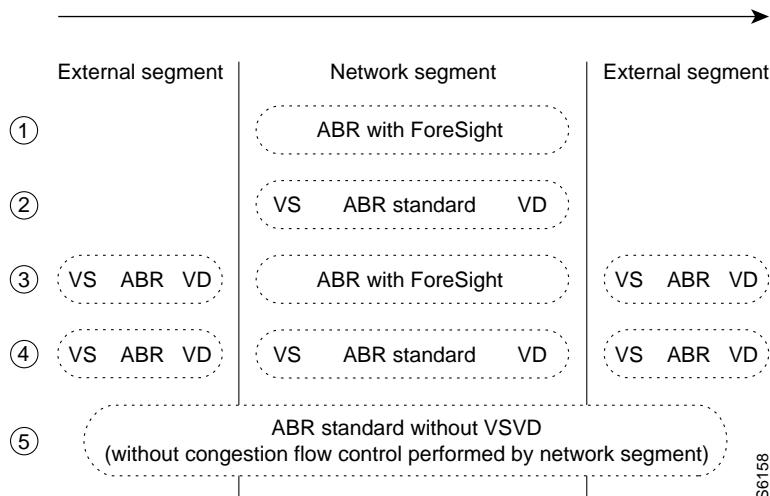 External segment Network segment External segment
1 ABR with ForeSight
2 VS ABR standard VD
3 VS ABR VD ABR with ForeSight VS ABR VD
4 VS ABR VD VS ABR standard VD VS ABR VD
5 ABR standard without VSVD
(without congestion flow control performed by network segment)
S6158